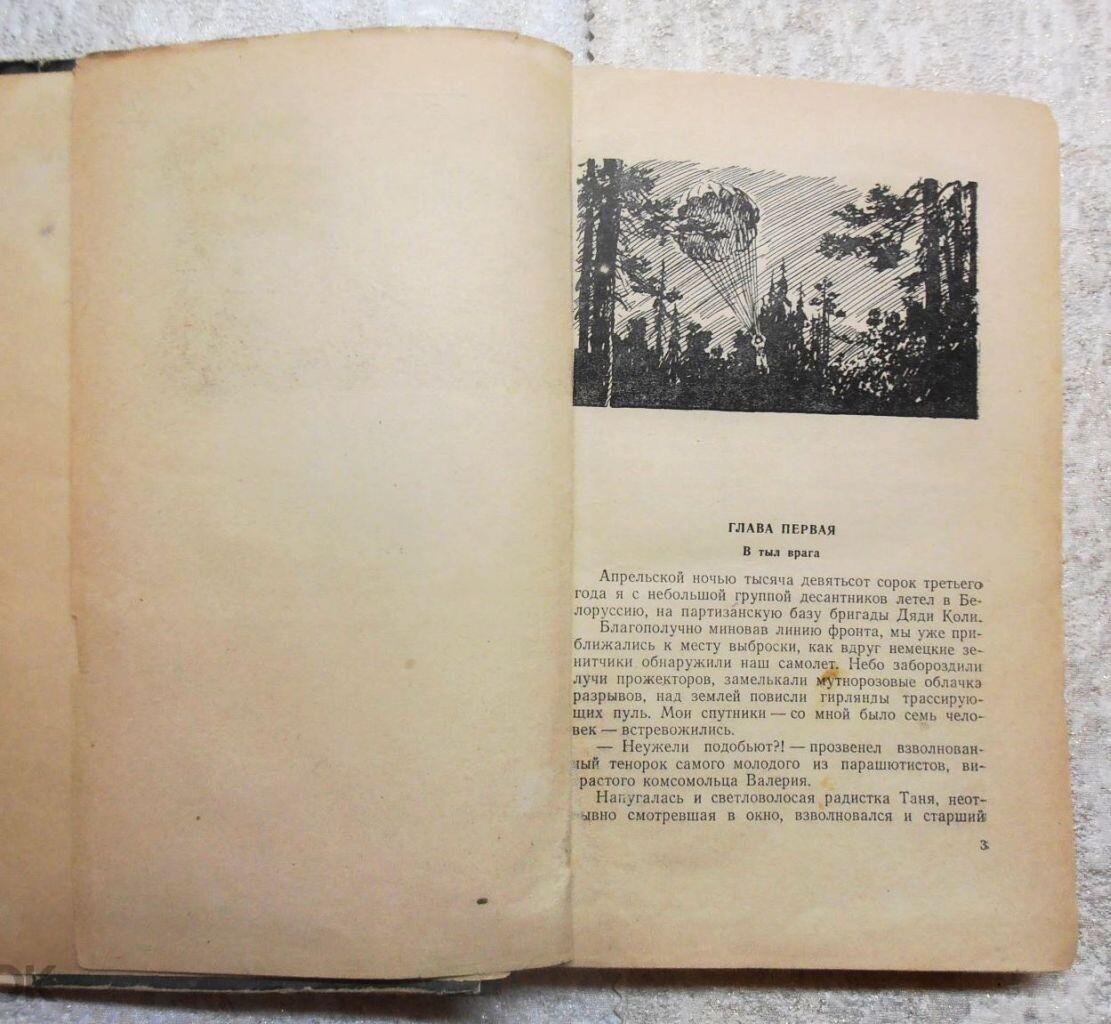 ГЛАВА ПЕРВАЯ
В тыл врага
Апрельской ночью тысяча девятьсот сорок третьего
года я с небольшой группой десантников летел в Бе-
лоруссию, на партизанскую базу бригады Дяди Коли.
Благополучно миновав линию фронта, мы уже при-
ближались к месту выброски, как вдруг немецкие зе-
нитчики обнаружили наш самолет. Небо забороздили
лучи прожекторов, замелькали мутнорозовые облачка
разрывов, над землей повисли гирлянды трассирую-
щих пуль. Мои спутники — со мной было семь чело-
век — встревожились.
— Неужели подобьют?! — прозвенел взволнован-
ный тенорок самого молодого из парашютистов, ви-
растого комсомольца Валерия.
Напугалась и светловолосая радистка Таня, неот-
ывно смотревшая в окно, взволновался и старший
3